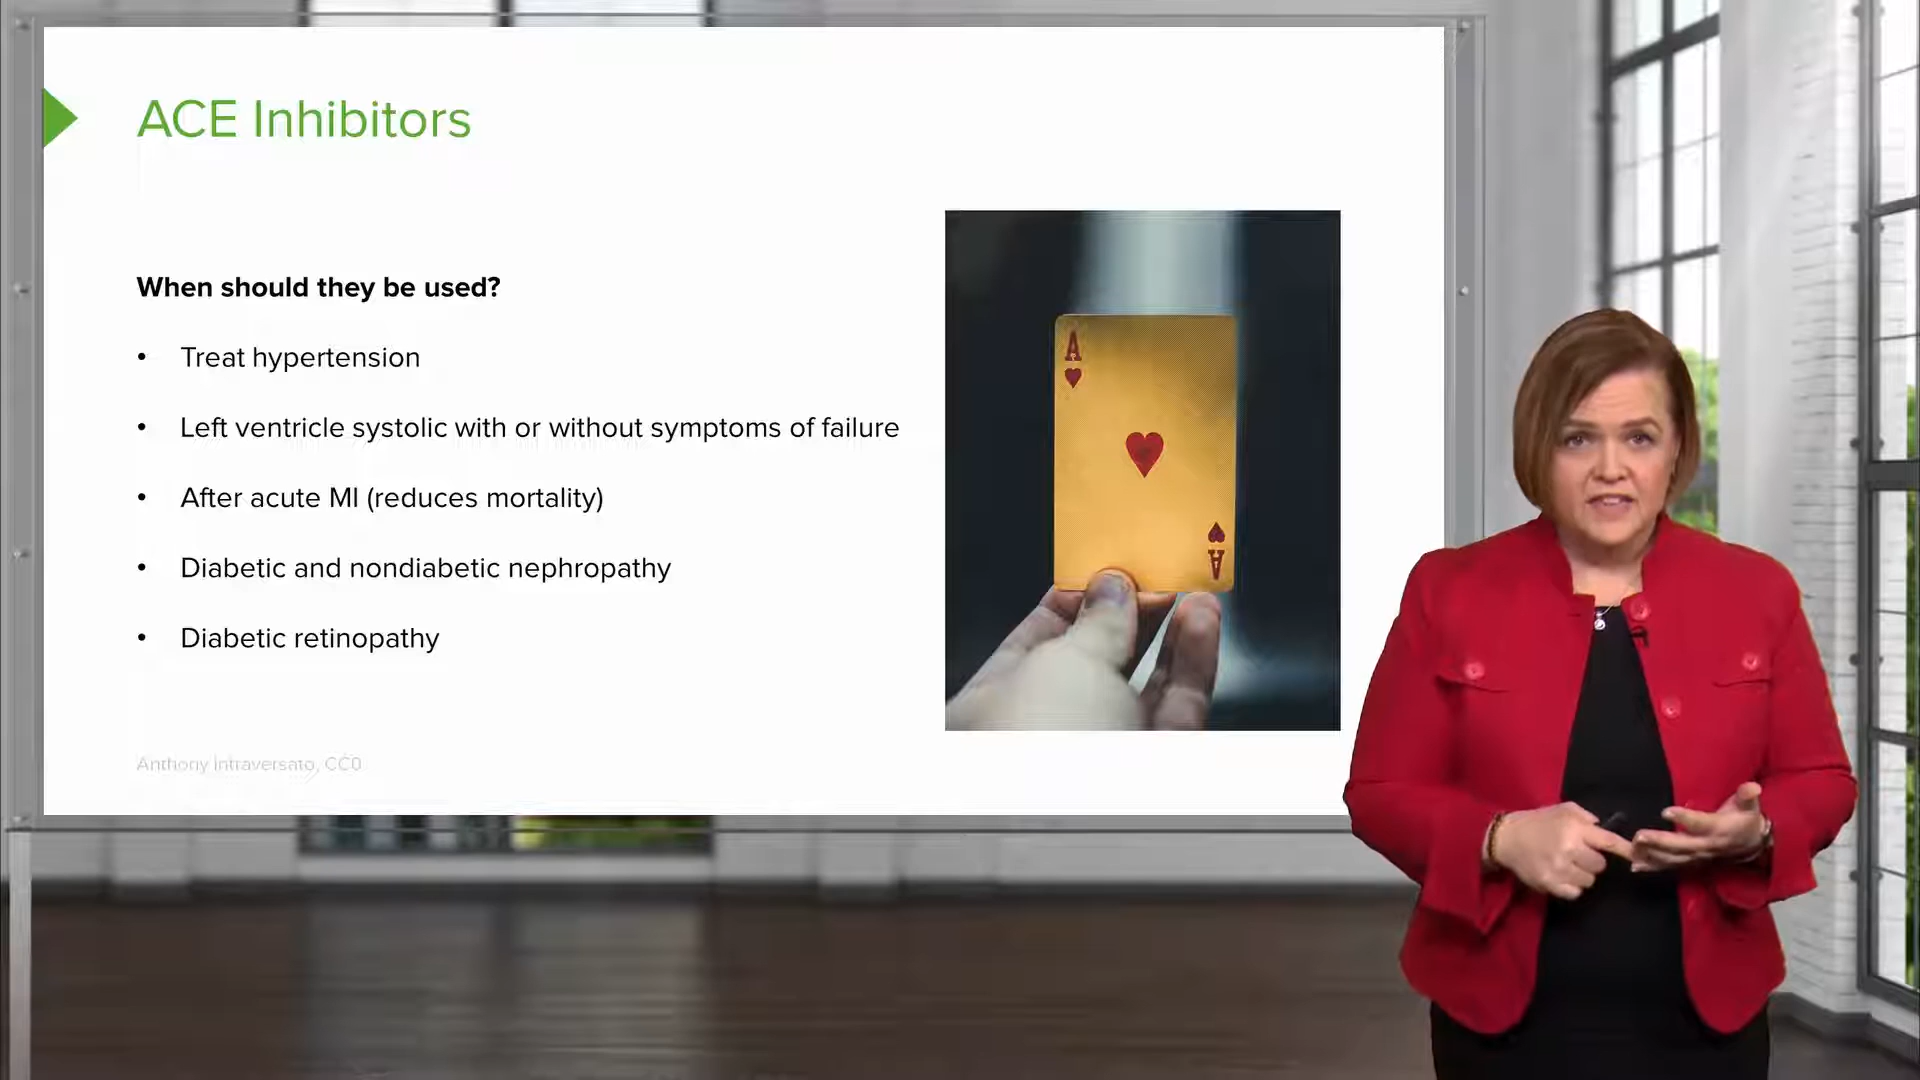 ACE Inhibitors
When should they be used?
• Treat hypertension
• Left ventricle systolic with or without symptoms of failure
• After acute MI (reduces mortality)
• Diabetic and nondiabetic nephropathy
• Diabetic retinopathy
A
A
Anthony Intraversato, CC0